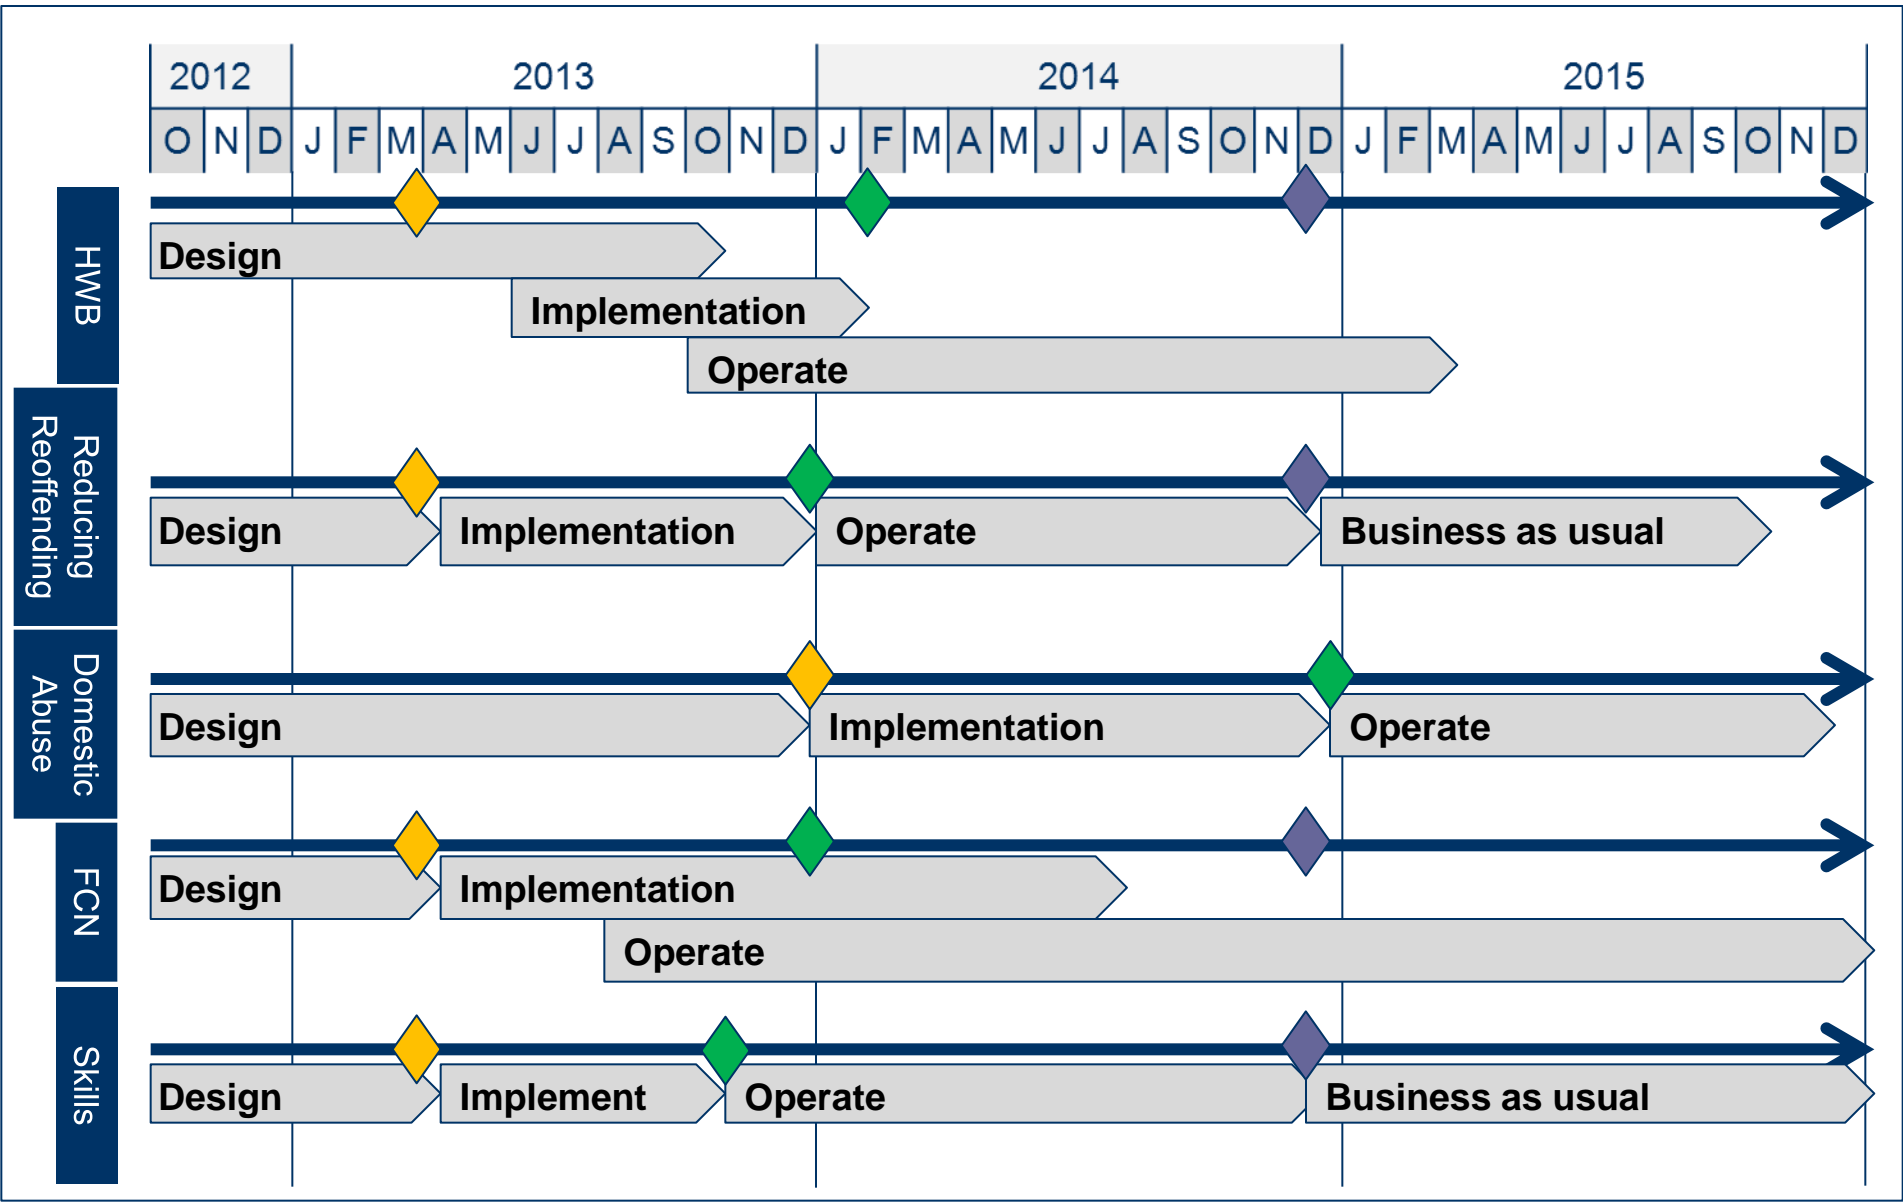 2012 2013 2014 2015
O N D J F M A M J J A S O N D J F M A M J J A S O N D J F M A M J J A S O N D
HWB
Design
Implementation
Operate
Reducing
Reoffending
Design Implementation Operate Business as usual
Domestic
Abuse
Design Implementation Operate
FCN
Design Implementation
Operate
Skills
Design Implement Operate Business as usual